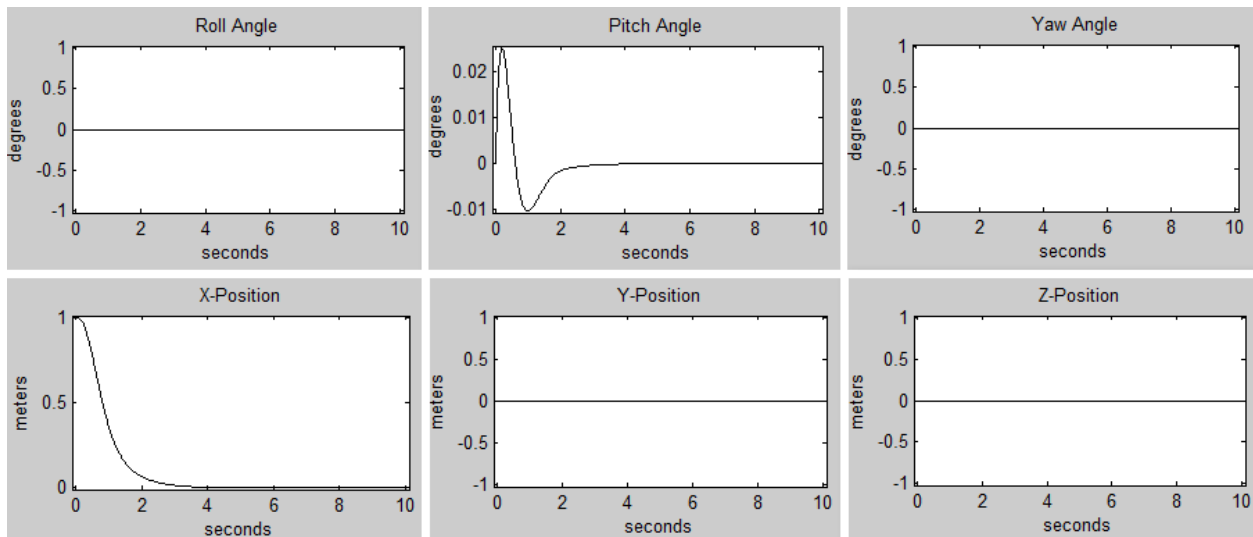 Roll Angle
1
0.5
0
-0.5
-1
degrees
0 2 4 6 8 10
seconds
Pitch Angle
0.02
0.01
0
-0.01
degrees
0 2 4 6 8 10
seconds
Yaw Angle
1
0.5
0
-0.5
-1
degrees
0 2 4 6 8 10
seconds
X-Position
1
0.5
0
meters
0 2 4 6 8 10
seconds
Y-Position
1
0.5
0
-0.5
-1
meters
0 2 4 6 8 10
seconds
Z-Position
1
0.5
0
-0.5
-1
meters
0 2 4 6 8 10
seconds